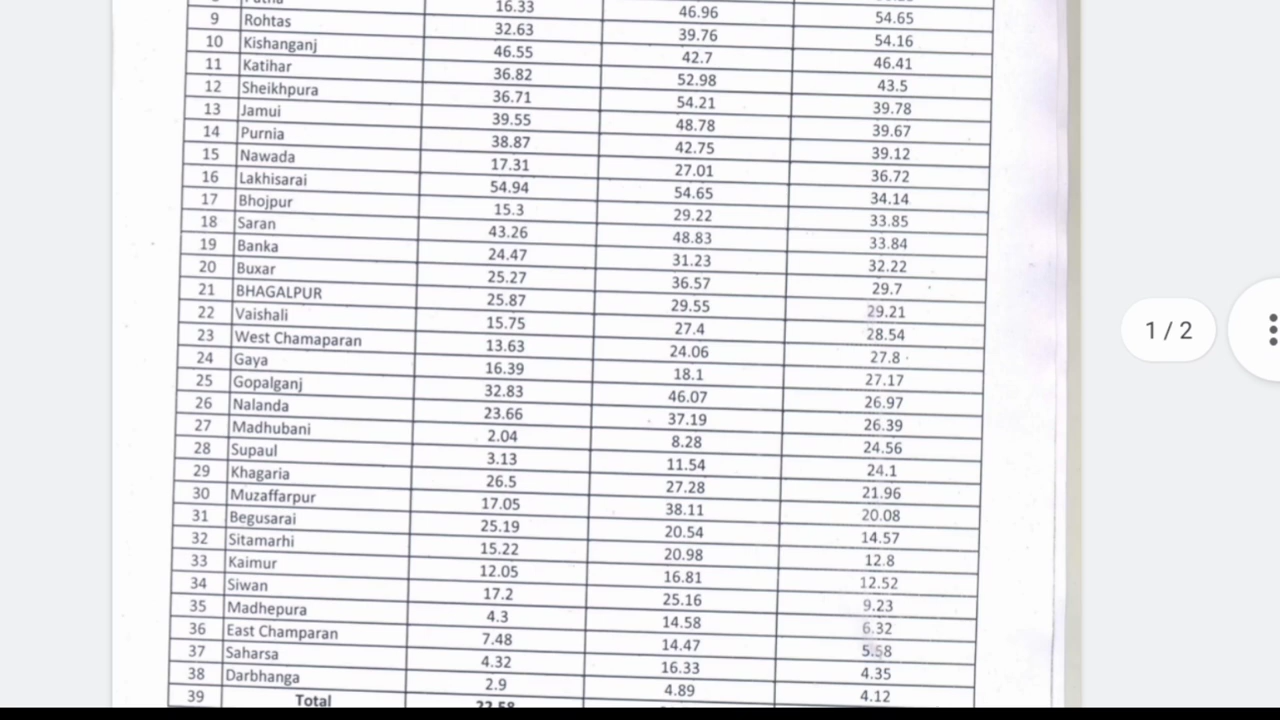 16.33 46.96 54.65
9 Rohtas 32.63 39.76 54.16
10 Kishanganj 46.55 42.7 46.41
11 Katihar 36.82 52.98 43.5
12 Sheikhpura 36.71 54.21 39.78
13 Jamui 39.55 48.78 39.67
14 Purnia 38.87 42.75 39.12
15 Nawada 17.31 27.01 36.72
16 Lakhisarai 54.94 54.65 34.14
17 Bhojpur 15.3 29.22 33.85
18 Saran 43.26 48.83 33.84
19 Banka 24.47 31.23 32.22
20 Buxar 25.27 36.57 29.7
21 BHAGALPUR 25.87 29.55 29.21
22 Vaishali 15.75 27.4 28.54
23 West Chamaparan 13.63 24.06 27.8
24 Gaya 16.39 18.1 27.17
25 Gopalganj 32.83 46.07 26.97
26 Nalanda 23.66 37.19 26.39
27 Madhubani 2.04 8.28 24.56
28 Supaul 3.13 11.54 24.1
29 Khagaria 26.5 27.28 21.96
30 Muzaffarpur 17.05 38.11 20.08
31 Begusarai 25.19 20.54 14.57
32 Sitamarhi 15.22 20.98 12.8
33 Kaimur 12.05 16.81 12.52
34 Siwan 17.2 25.16 9.23
35 Madhepura 4.3 14.58 6.32
36 East Champaran 7.48 14.47 5.58
37 Saharsa 4.32 16.33 4.35
38 Darbhanga 2.9 4.89 4.12
39 Total 22.58
1 / 2